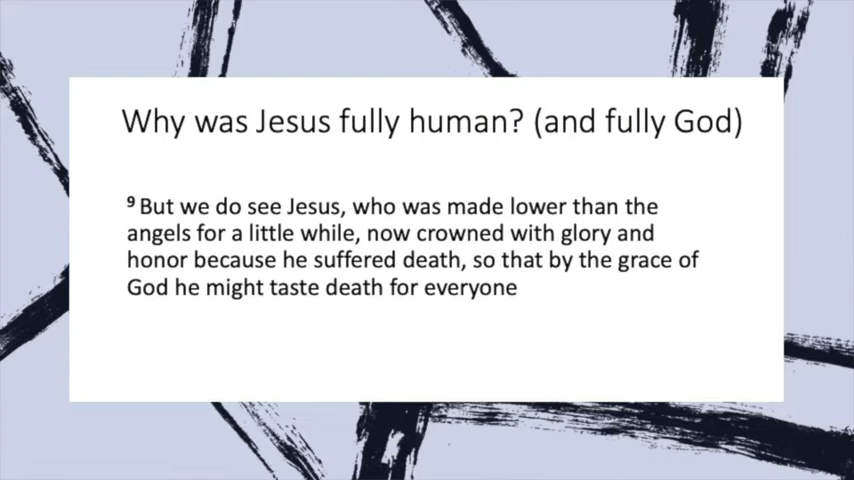 Why was Jesus fully human? (and fully God)
9 But we do see Jesus, who was made lower than the
angels for a little while, now crowned with glory and
honor because he suffered death, so that by the grace of
God he might taste death for everyone